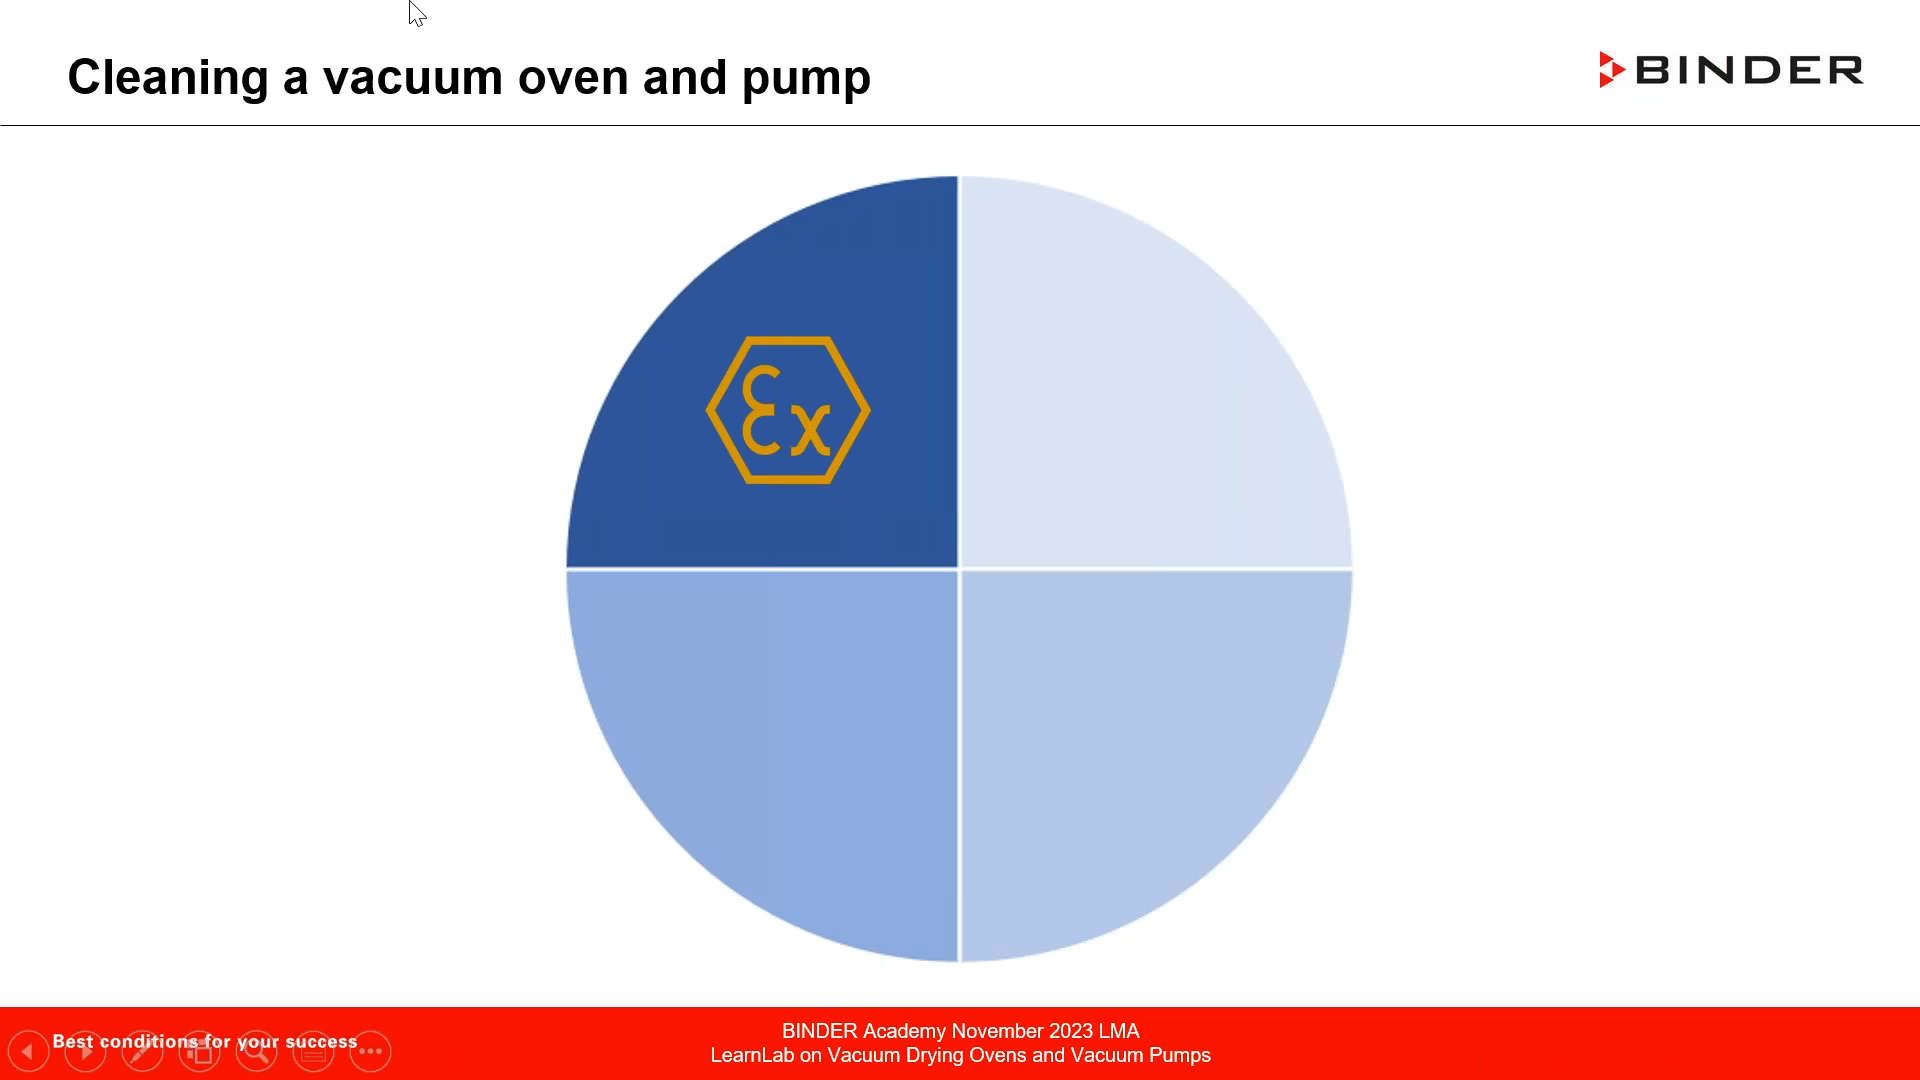 Cleaning a vacuum oven and pump
BINDER
Ex
Best conditions for your success
BINDER Academy November 2023 LMA
LearnLab on Vacuum Drying Ovens and Vacuum Pumps